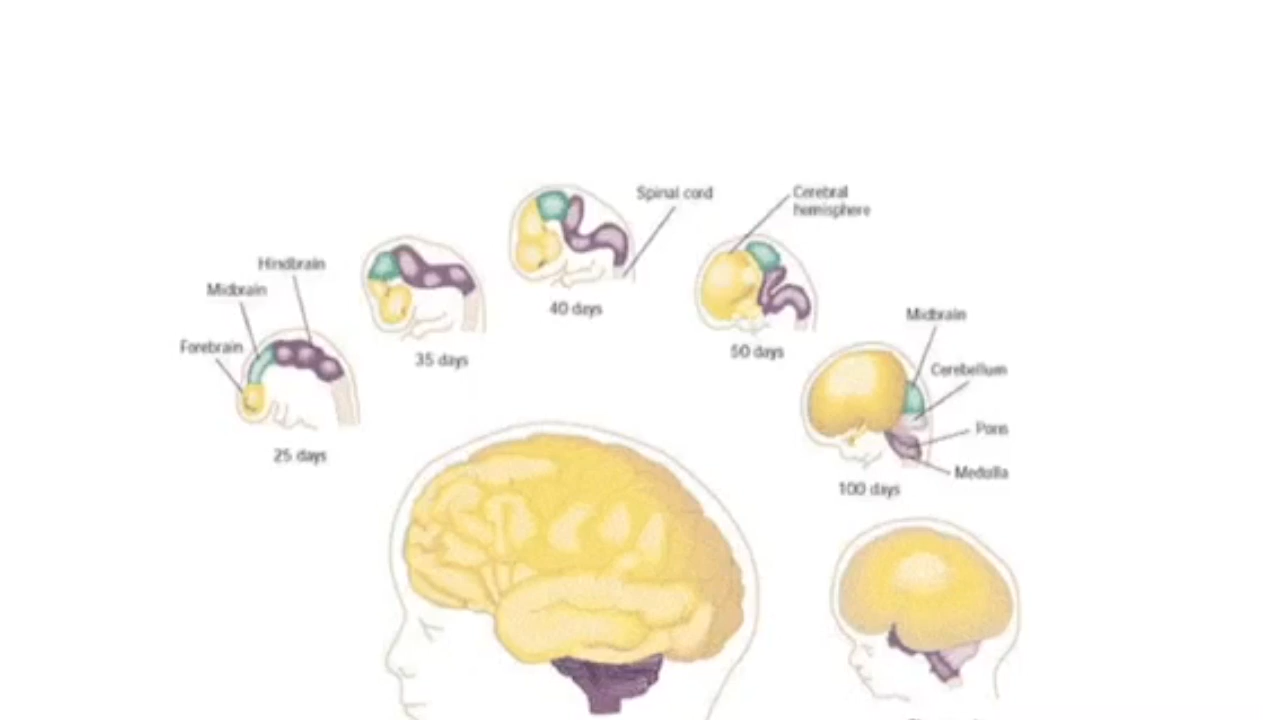 Spinal cord
Cerebral
hemisphere
Hindbrain
Midbrain
Forebrain
40 days
50 days
35 days
25 days
Midbrain
Cerebellum
Pons
Medulla
100 days